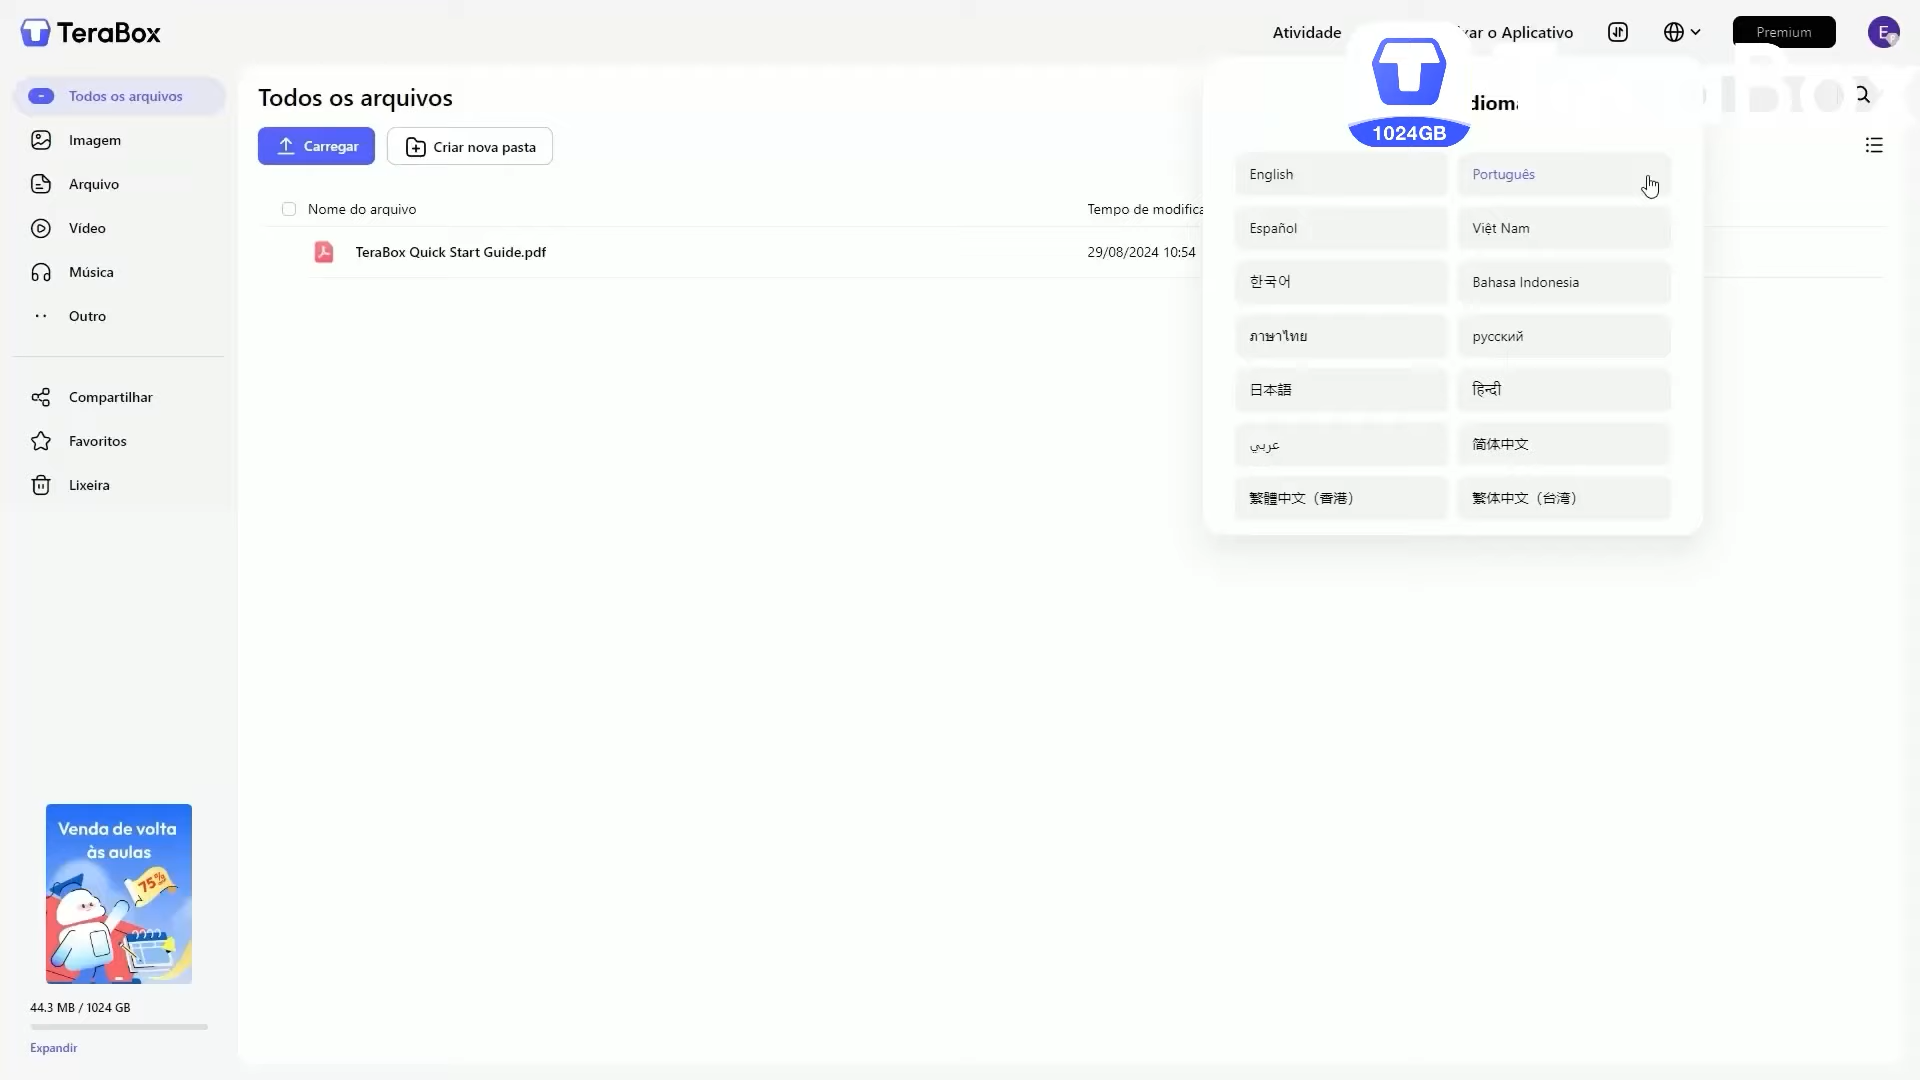 TeraBox
Atividade
xar o Aplicativo
Premium
E
Todos os arquivos
Imagem
Arquivo
Vídeo
Música
Outro
Compartilhar
Favoritos
Lixeira
Venda de volta
às aulas
75%
44.3 MB / 1024 GB
Expandir
Todos os arquivos
Carregar
Criar nova pasta
Nome do arquivo
Tempo de modifica
TeraBox Quick Start Guide.pdf
29/08/2024 10:54
1024GB
dioma
English
Português
Español
Việt Nam
한국어
Bahasa Indonesia
ภาษาไทย
русский
日本語
हिन्दी
عربي
简体中文
繁體中文（香港）
繁体中文（台湾）